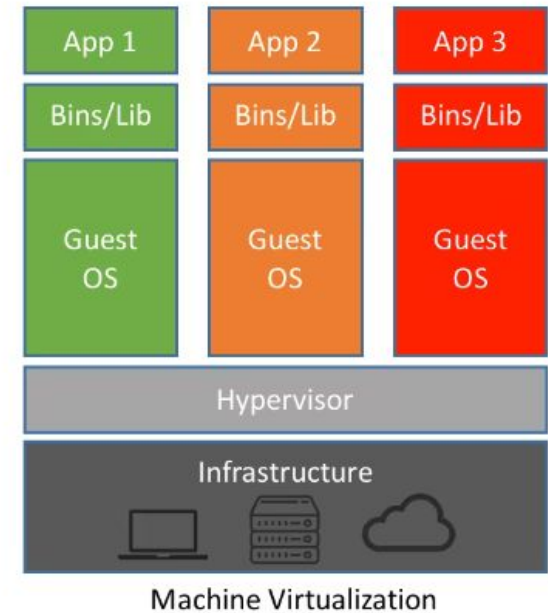 App 1
App 2
App 3
Bins/Lib
Bins/Lib
Bins/Lib
Guest
OS
Guest
OS
Guest
OS
Hypervisor
Infrastructure
Machine Virtualization